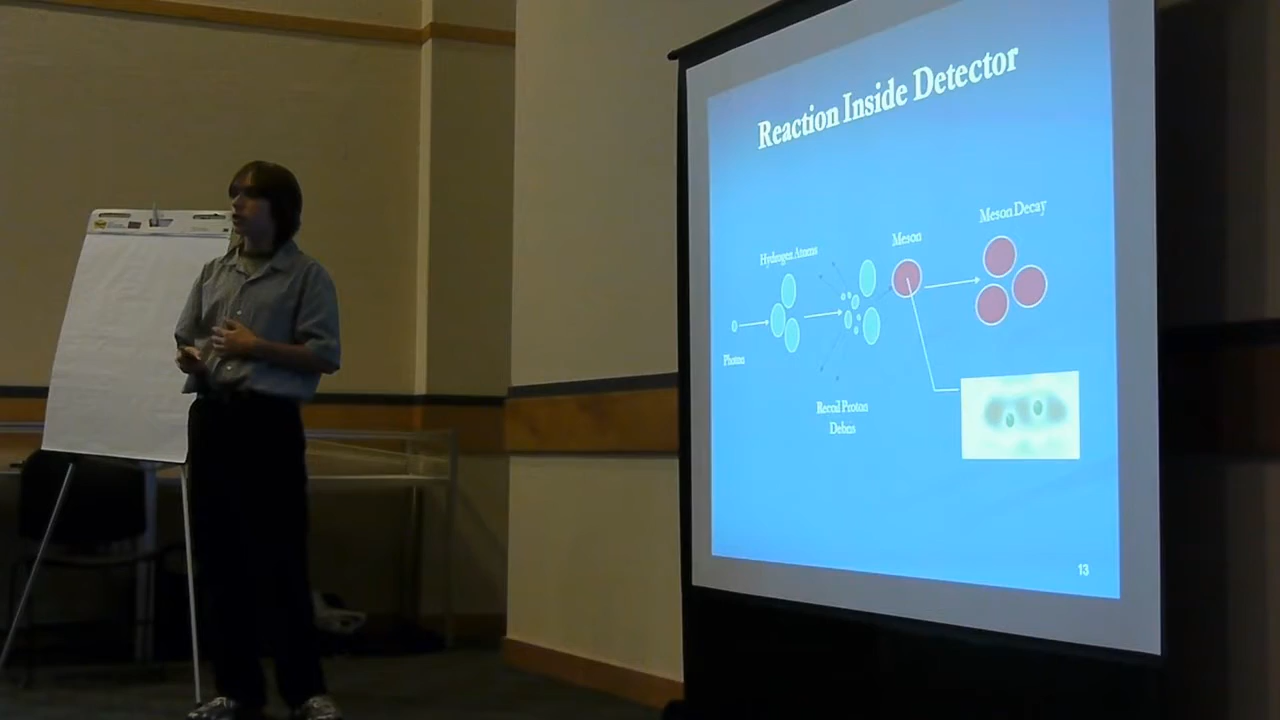 Reaction Inside Detector
Meson Decay
Meson
Hydrogen Atoms
Photon
Recoil Proton
Debris
13